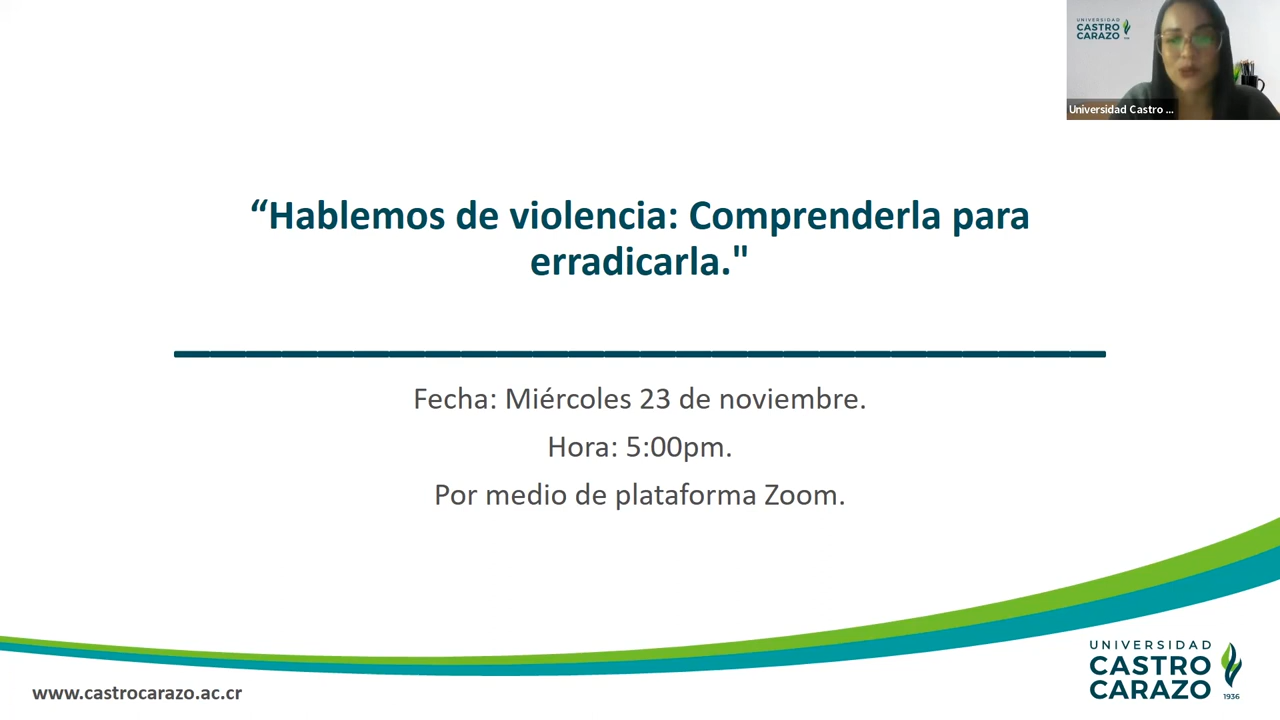 UNIVERSIDAD
CASTRO
CARAZO
Universidad Castro ...
“Hablemos de violencia: Comprenderla para
erradicarla."
Fecha: Miércoles 23 de noviembre.
Hora: 5:00pm.
Por medio de plataforma Zoom.
www.castrocarazo.ac.cr
UNIVERSIDAD
CASTRO
CARAZO
1936